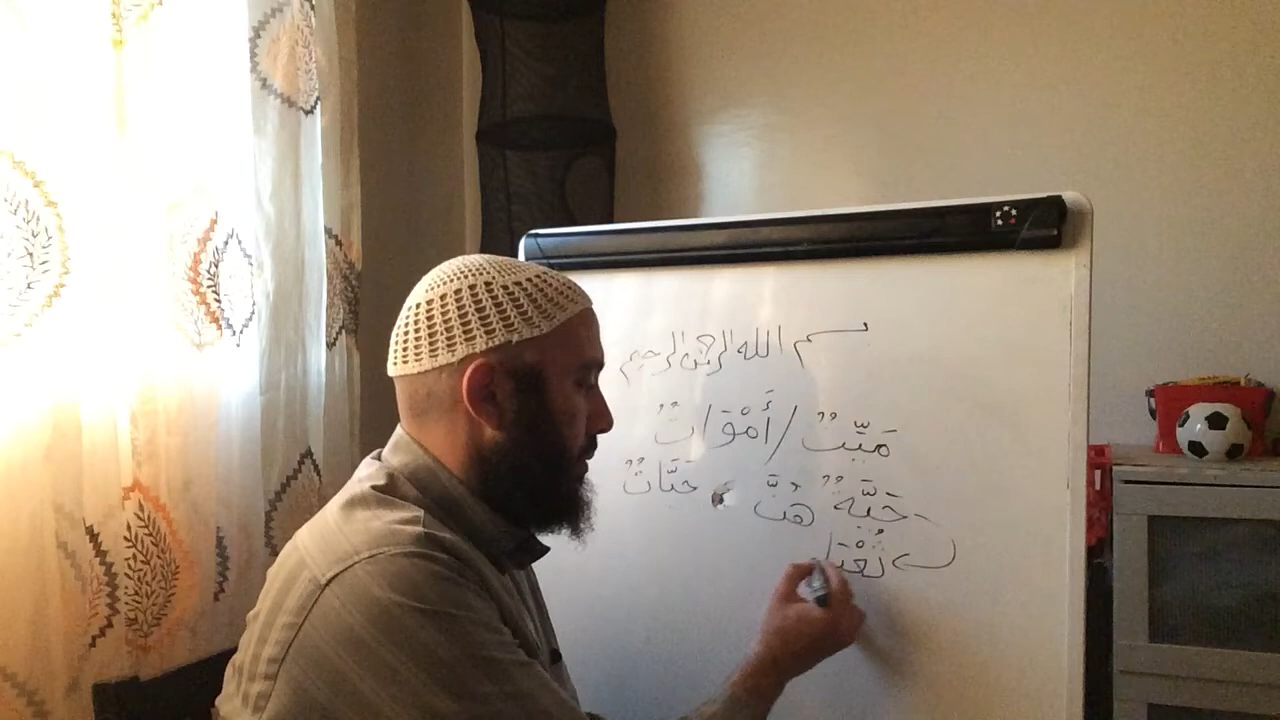 بسم الله الرحمن الرحيم
مَيِّتٌ / أَمْوَاتٌ
حَيَّةٌ هُنَّ حَيَّاتٌ